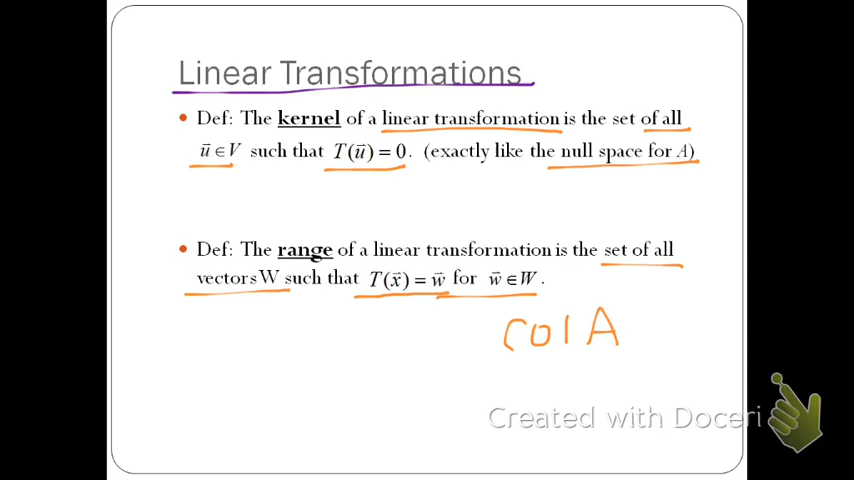 Linear Transformations
• Def: The kernel of a linear transformation is the set of all
u⃗ ∈ V such that T(u⃗) = 0. (exactly like the null space for A)
• Def: The range of a linear transformation is the set of all
vectors W such that T(x⃗) = w⃗ for w⃗ ∈ W.
col A
Created with Doceri